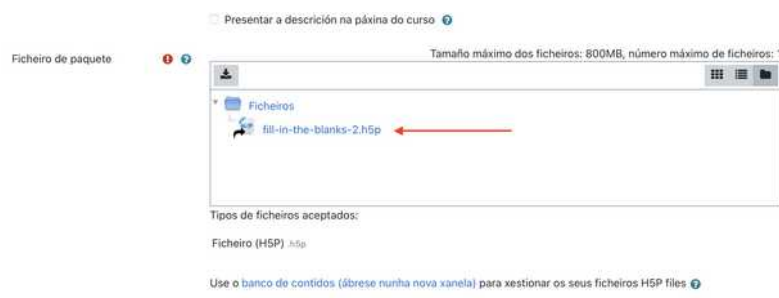 Presentar a descrición na páxina do curso
Ficheiro de paquete
Tamaño máximo dos ficheiros: 800MB, número máximo de ficheiros: 1
Ficheiros
fill-in-the-blanks-2.h5p
Tipos de ficheiros aceptados:
Ficheiro (H5P) .h5p
Use o banco de contidos (ábrese nunha nova xanela) para xestionar os seus ficheiros H5P files